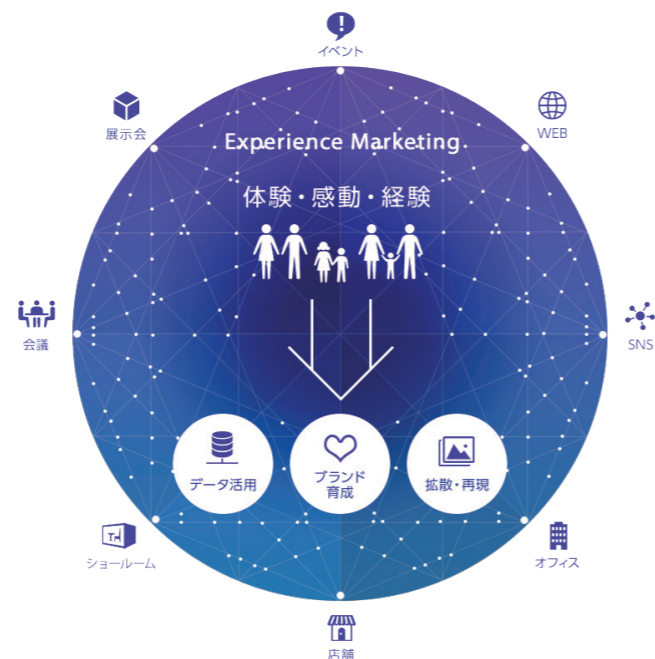 イベント
展示会
WEB
Experience Marketing
体験・感動・経験
会議
SNS
データ活用
ブランド
育成
拡散・再現
ショールーム
オフィス
店舗